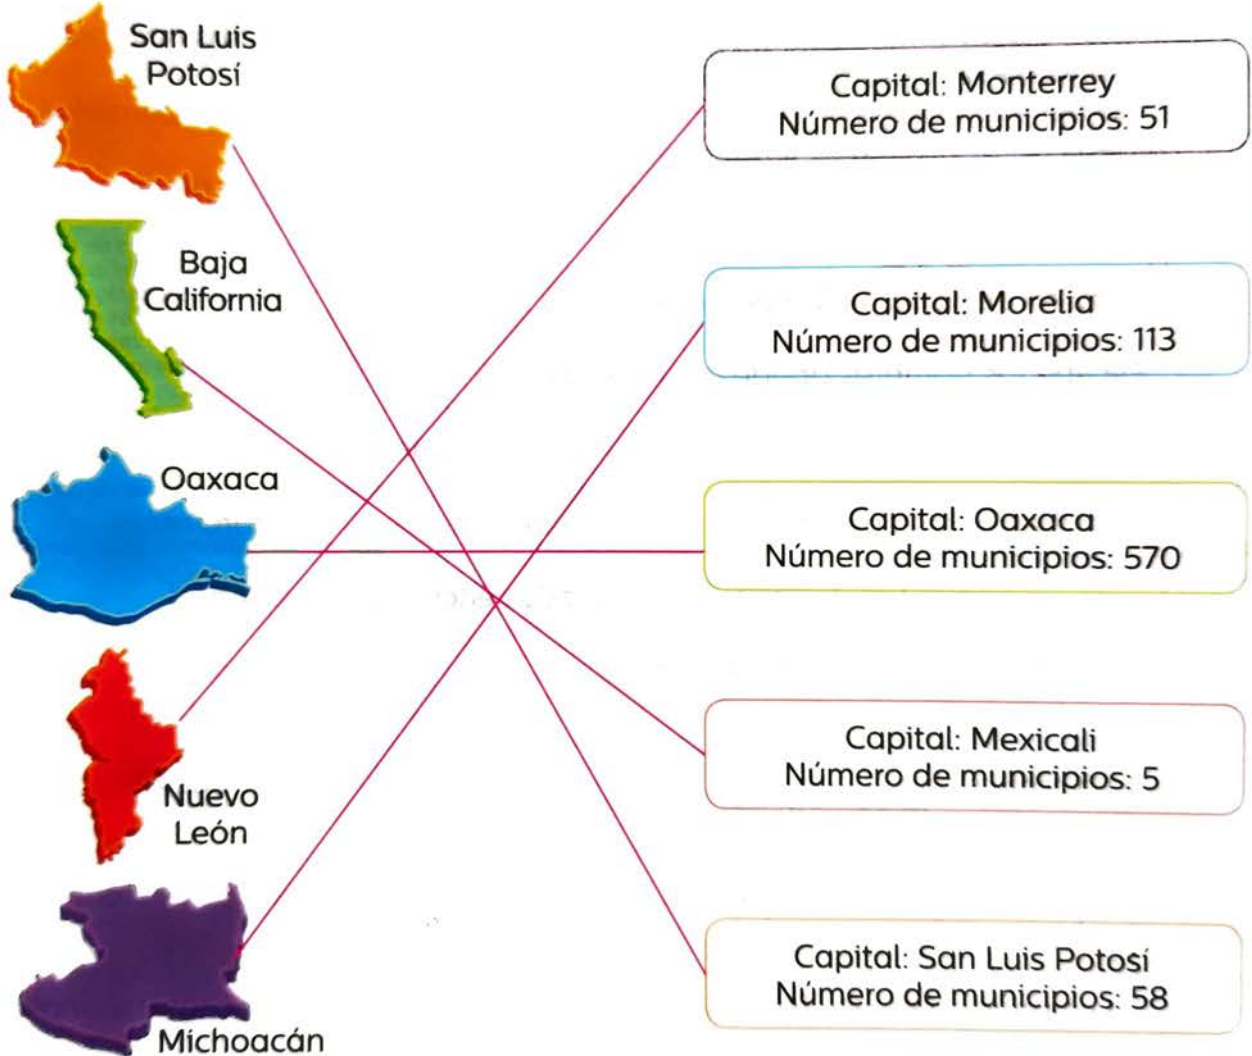 San Luis
Potosí
Baja
California
Oaxaca
Nuevo
León
Michoacán
Capital: Monterrey
Número de municipios: 51
Capital: Morelia
Número de municipios: 113
Capital: Oaxaca
Número de municipios: 570
Capital: Mexicali
Número de municipios: 5
Capital: San Luis Potosí
Número de municipios: 58